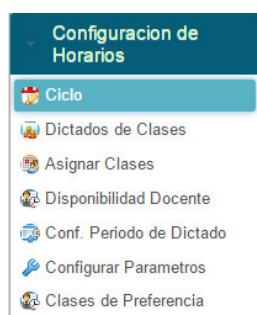 Configuracion de
Horarios
Ciclo
Dictados de Clases
Asignar Clases
Disponibilidad Docente
Conf. Periodo de Dictado
Configurar Parametros
Clases de Preferencia